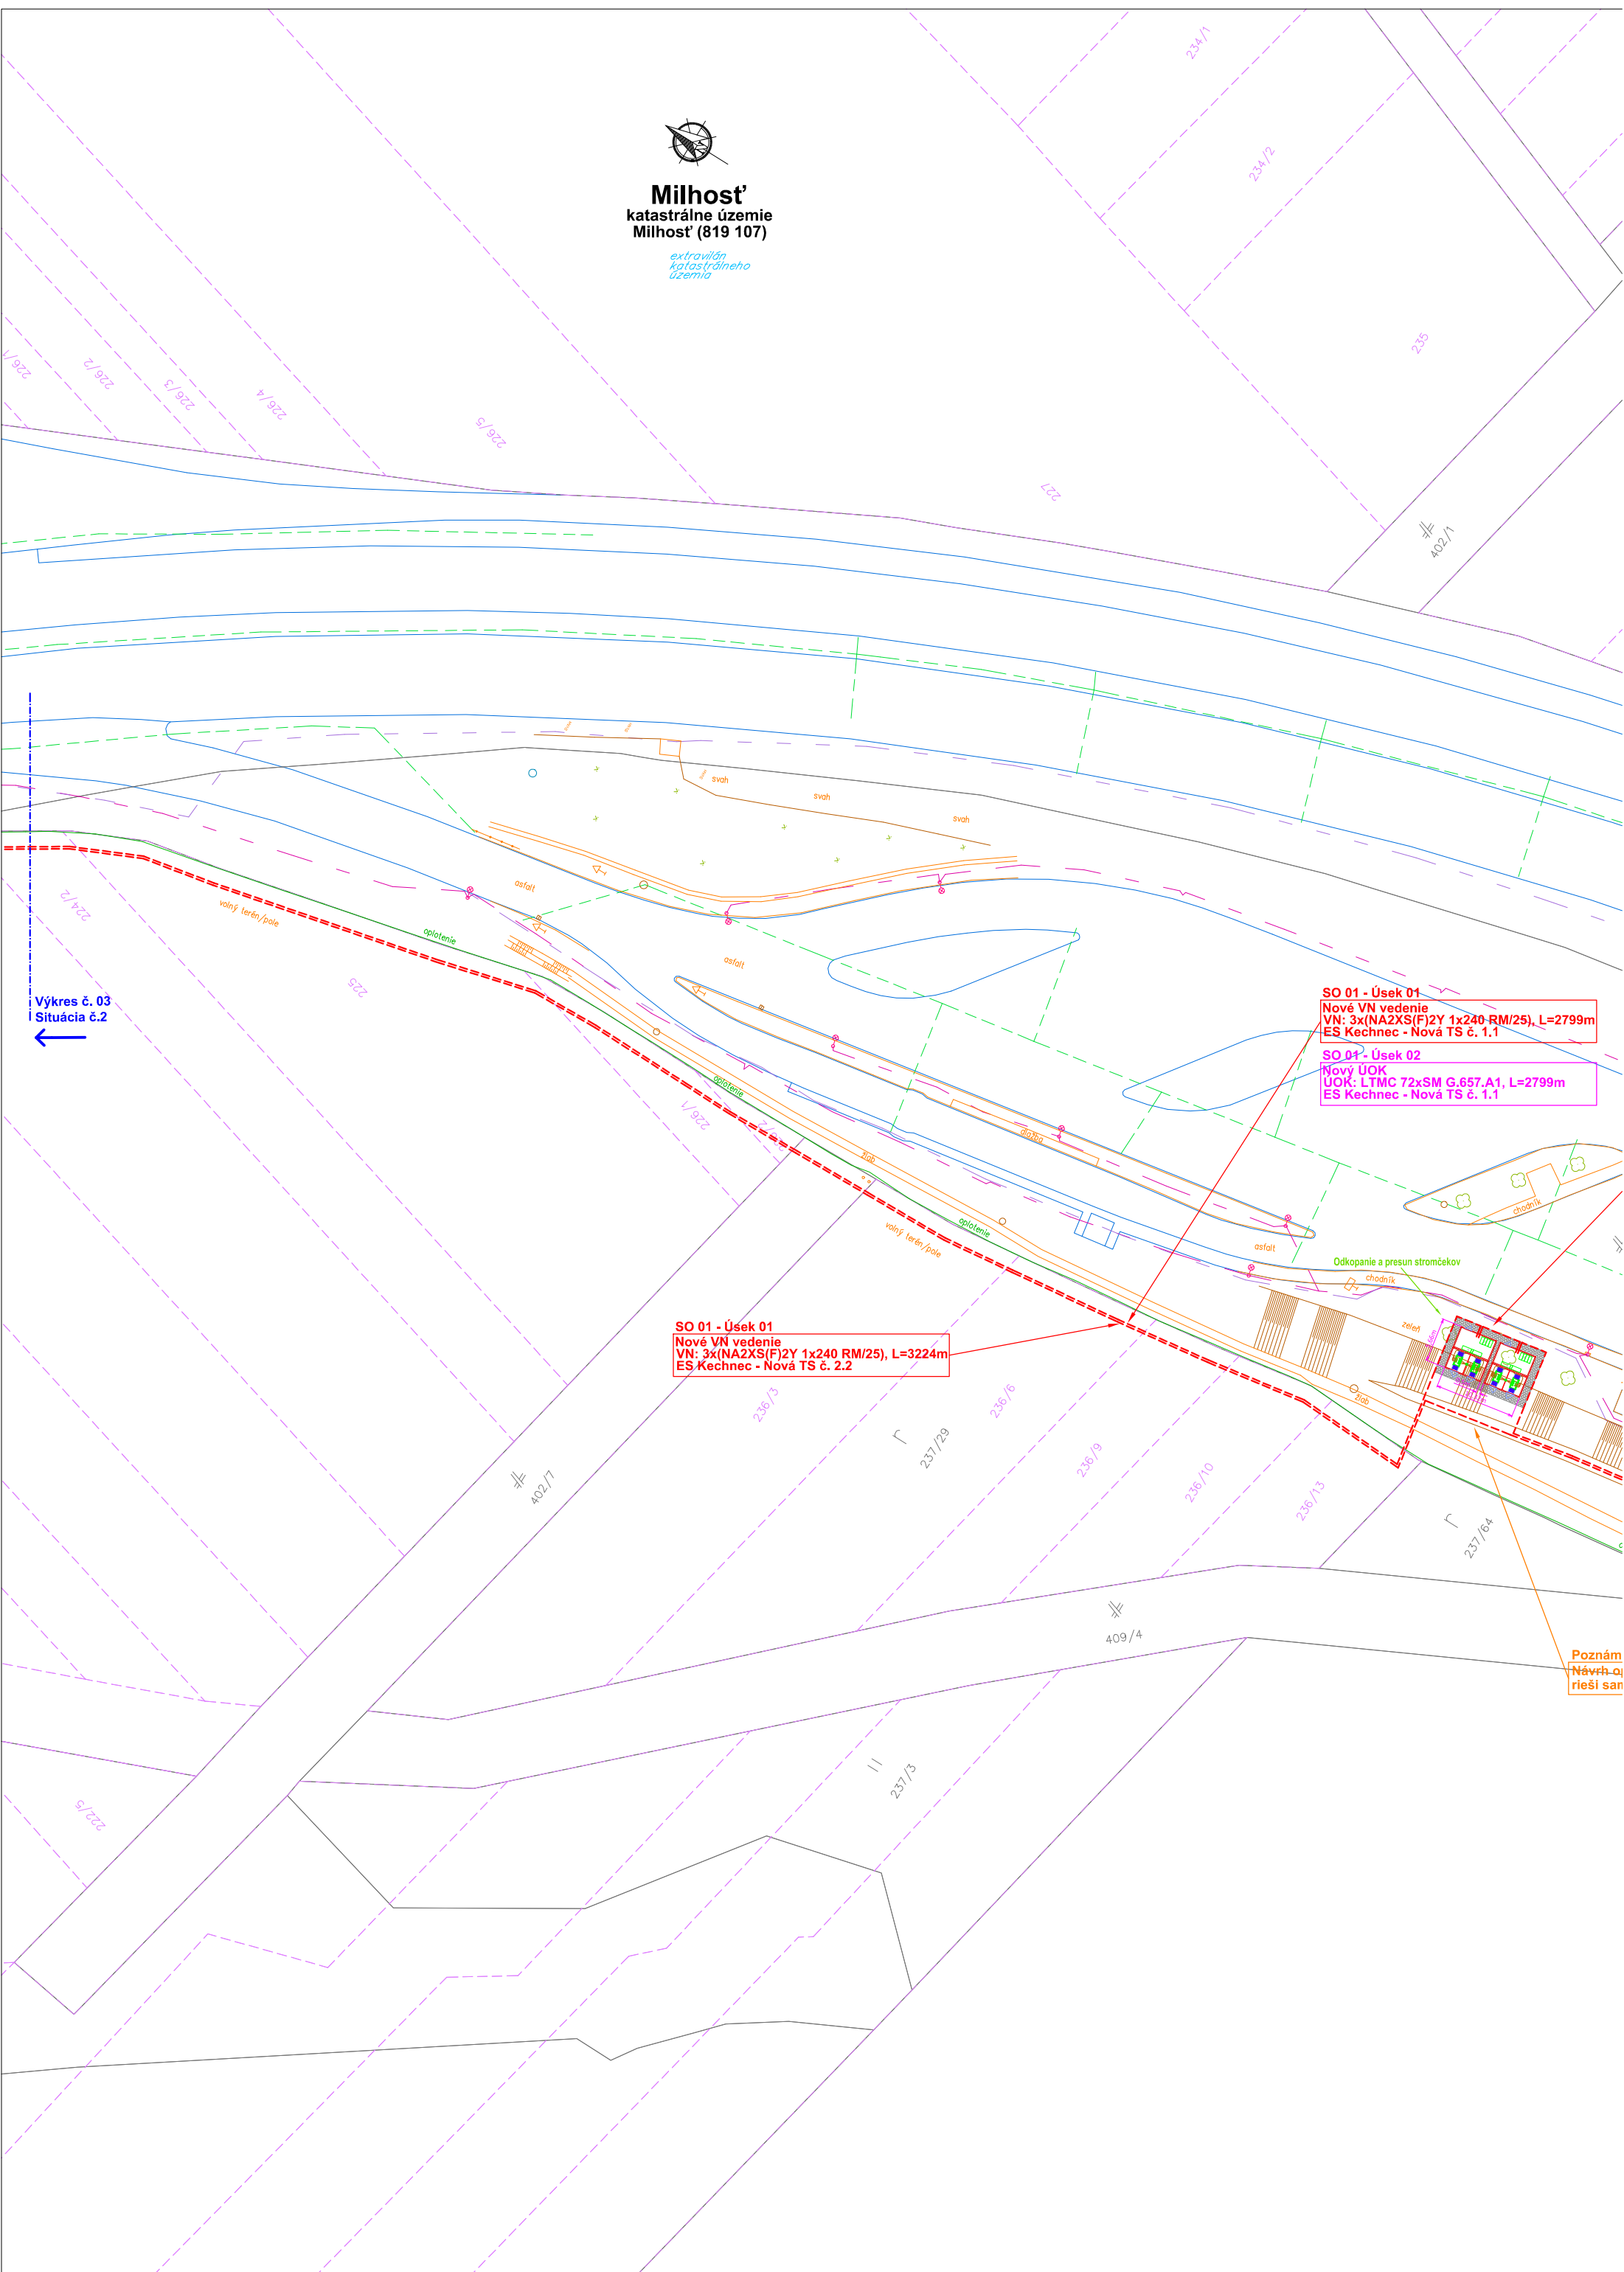 234/1
234/2
Milhosť
katastrálne územie
Milhosť (819 107)
extravilán
katastrálneho
územia
235
226/1
226/2
226/3
226/4
226/5
227
402/1
svah
svah
svah
asfalt
224/2
voľný terén/pole
oplotenie
225
asfalt
Výkres č. 03
Situácia č.2
SO 01 - Úsek 01
Nové VN vedenie
VN: 3x(NA2XS(F)2Y 1x240 RM/25), L=2799m
ES Kechnec - Nová TS č. 1.1
SO 01 - Úsek 02
Nový ÚOK
ÚOK: LTMC 72xSM G.657.A1, L=2799m
ES Kechnec - Nová TS č. 1.1
oplotenie
226/1
dlažba
žlab
chodník
voľný terén/pole
oplotenie
asfalt
Odkopanie a presun stromčekov
chodník
zeleň
SO 01 - Úsek 01
Nové VN vedenie
VN: 3x(NA2XS(F)2Y 1x240 RM/25), L=3224m
ES Kechnec - Nová TS č. 2.2
žlab
236/3
236/6
237/29
236/9
236/10
236/13
402/7
237/64
409/4
Poznám
Návrh o
rieši sa
237/3
222/5